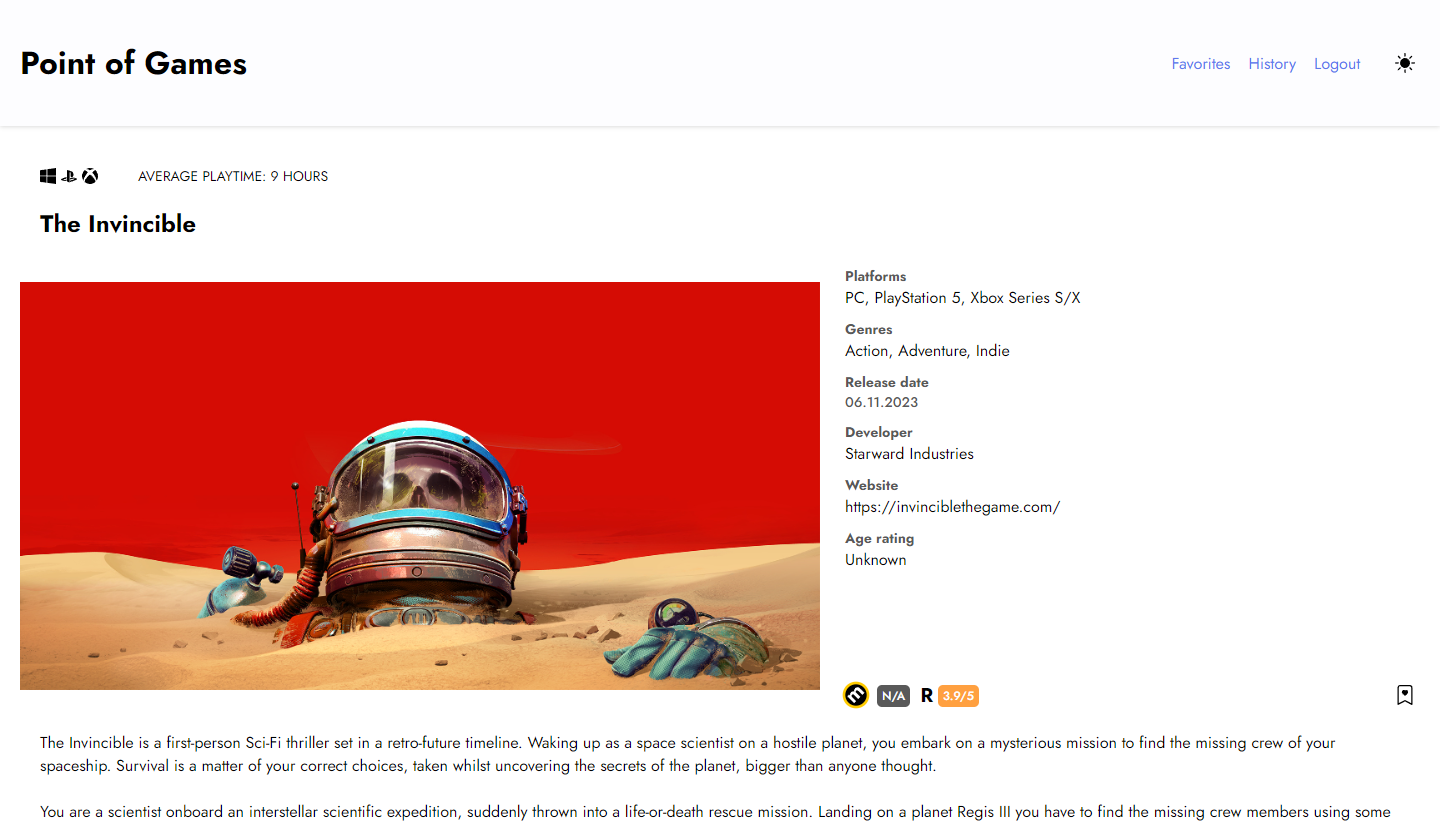 Point of Games
Favorites History Logout
AVERAGE PLAYTIME: 9 HOURS
The Invincible
Platforms
PC, PlayStation 5, Xbox Series S/X
Genres
Action, Adventure, Indie
Release date
06.11.2023
Developer
Starward Industries
Website
https://invinciblethegame.com/
Age rating
Unknown
m N/A R 3.9/5
The Invincible is a first-person Sci-Fi thriller set in a retro-future timeline. Waking up as a space scientist on a hostile planet, you embark on a mysterious mission to find the missing crew of your
spaceship. Survival is a matter of your correct choices, taken whilst uncovering the secrets of the planet, bigger than anyone thought.
You are a scientist onboard an interstellar scientific expedition, suddenly thrown into a life-or-death rescue mission. Landing on a planet Regis III you have to find the missing crew members using some